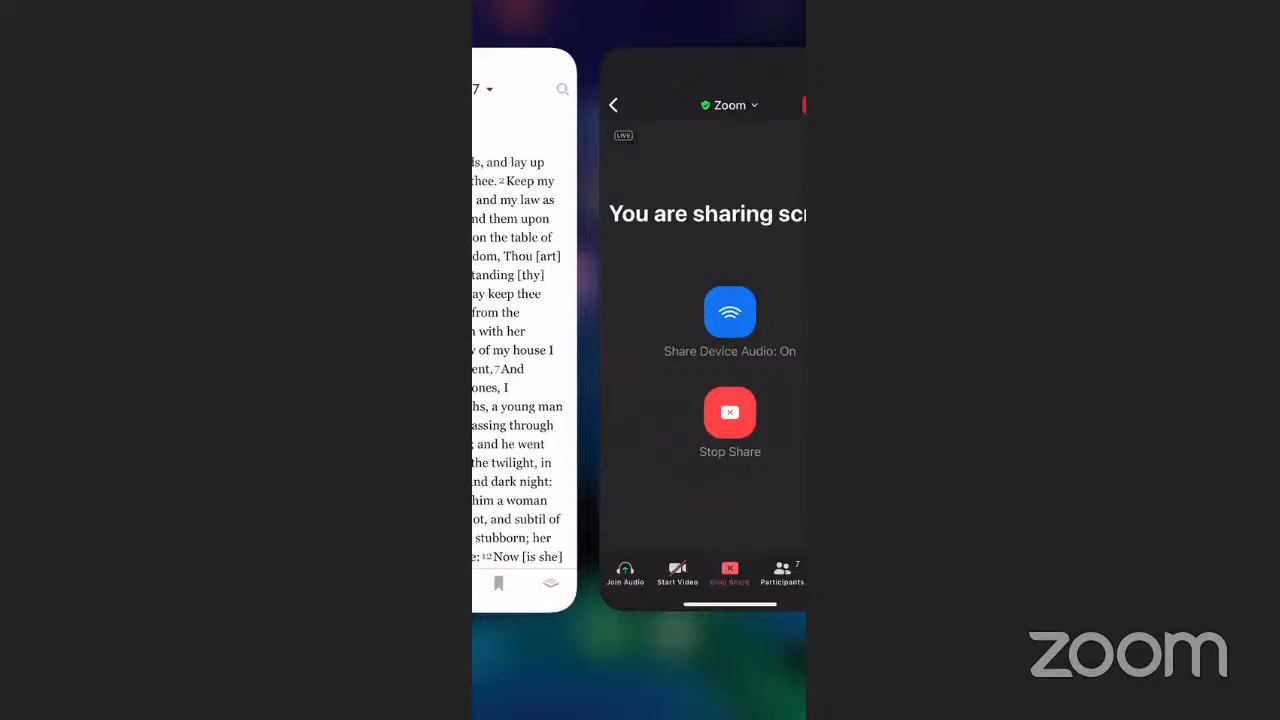 7
ds, and lay up
thee. 2 Keep my
and my law as
nd them upon
on the table of
dom, Thou [art]
tanding [thy]
ay keep thee
from the
n with her
w of my house I
ent, 7 And
ones, I
hs, a young man
assing through
; and he went
the twilight, in
nd dark night:
him a woman
ot, and subtil of
stubborn; her
e: 12 Now [is she]
Zoom
LIVE
You are sharing scr
Share Device Audio: On
Stop Share
Join Audio
Start Video
Stop Share
Participants
7
zoom